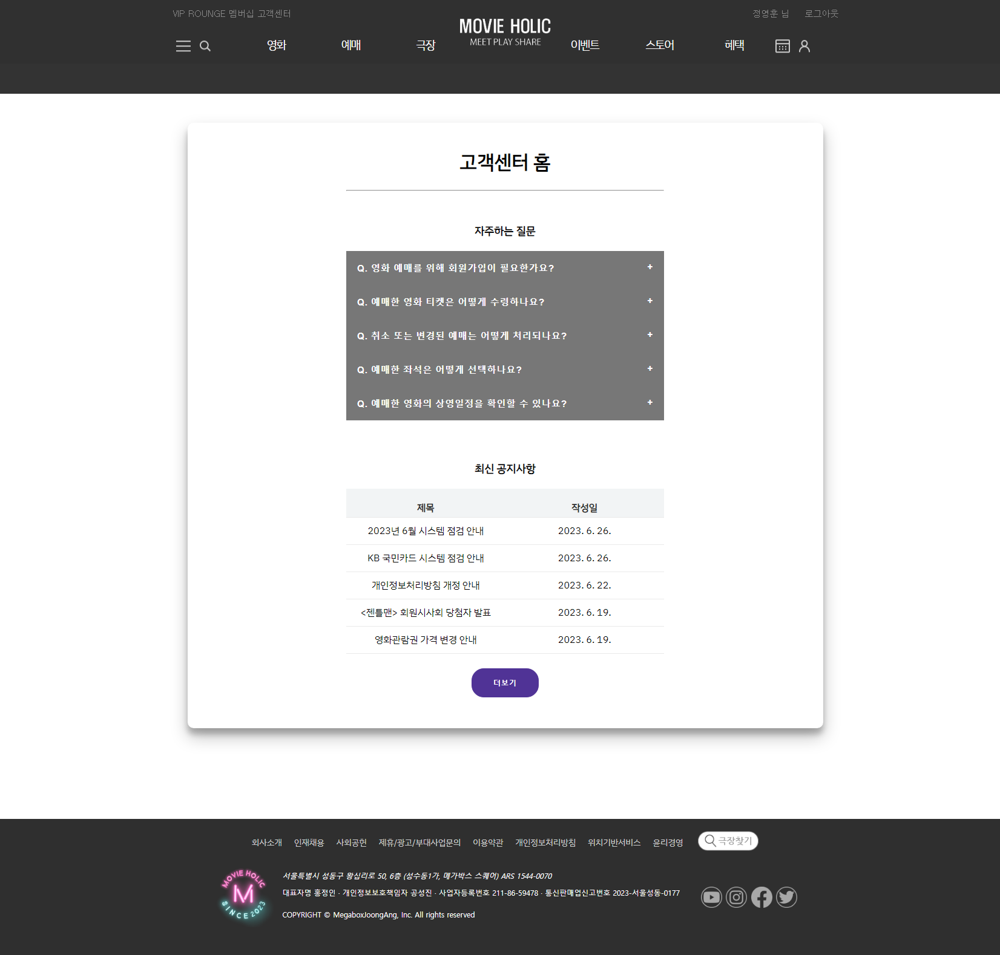 VIP ROUNGE 멤버십 고객센터
정영훈 님 로그아웃
MOVIE HOLIC
MEET PLAY SHARE
영화 예매 극장 이벤트 스토어 혜택
고객센터 홈
자주하는 질문
Q. 영화 예매를 위해 회원가입이 필요한가요? +
Q. 예매한 영화 티켓은 어떻게 수령하나요? +
Q. 취소 또는 변경된 예매는 어떻게 처리되나요? +
Q. 예매한 좌석은 어떻게 선택하나요? +
Q. 예매한 영화의 상영일정을 확인할 수 있나요? +
최신 공지사항
제목 작성일
2023년 6월 시스템 점검 안내 2023. 6. 26.
KB 국민카드 시스템 점검 안내 2023. 6. 26.
개인정보처리방침 개정 안내 2023. 6. 22.
<젠틀맨> 회원시사회 당첨자 발표 2023. 6. 19.
영화관람권 가격 변경 안내 2023. 6. 19.
더보기
회사소개 인재채용 사회공헌 제휴/광고/부대사업문의 이용약관 개인정보처리방침 위치기반서비스 윤리경영 극장찾기
MOVIE HOLIC
M
SINCE 2023
서울특별시 성동구 왕십리로 50, 6층 (성수동1가, 메가박스 스퀘어) ARS 1544-0070
대표자명 홍정인 · 개인정보보호책임자 공성진 · 사업자등록번호 211-86-59478 · 통신판매업신고번호 2023-서울성동-0177
COPYRIGHT © MegaboxJoongAng, Inc. All rights reserved